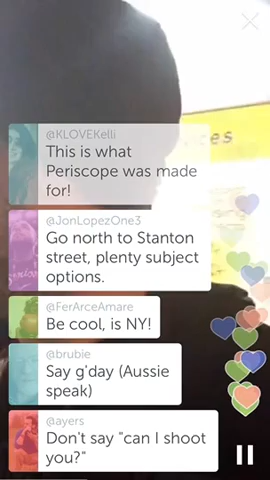 @KLOVEKelli
This is what
Periscope was made
for!
@JonLopezOne3
Go north to Stanton
street, plenty subject
options.
@FerArceAmare
Be cool, is NY!
@brubie
Say g'day (Aussie
speak)
@ayers
Don't say "can I shoot
you?"